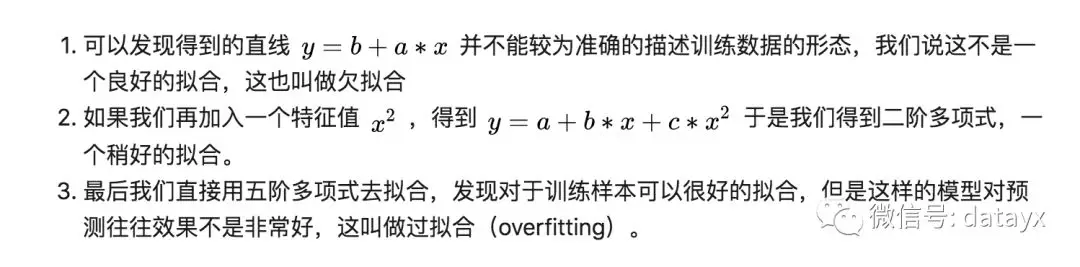 1. 可以发现得到的直线 y = b + a ∗ x 并不能较为准确的描述训练数据的形态，我们说这不是一
个良好的拟合，这也叫做欠拟合
2. 如果我们再加入一个特征值 x² ，得到 y = a + b ∗ x + c ∗ x² 于是我们得到二阶多项式，一
个稍好的拟合。
3. 最后我们直接用五阶多项式去拟合，发现对于训练样本可以很好的拟合，但是这样的模型对预
测往往效果不是非常好，这叫做过拟合（overfitting）。
微信号: datayx